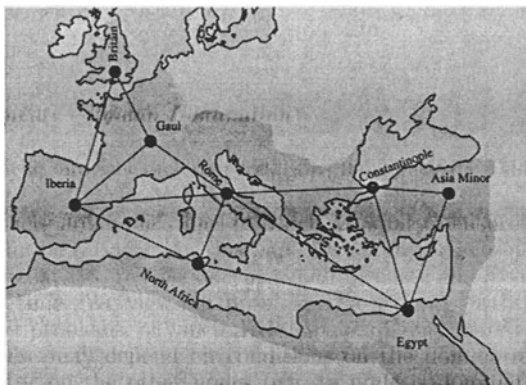 Britain
Gaul
Rome
Iberia
Constantinople
Asia Minor
North Africa
Egypt